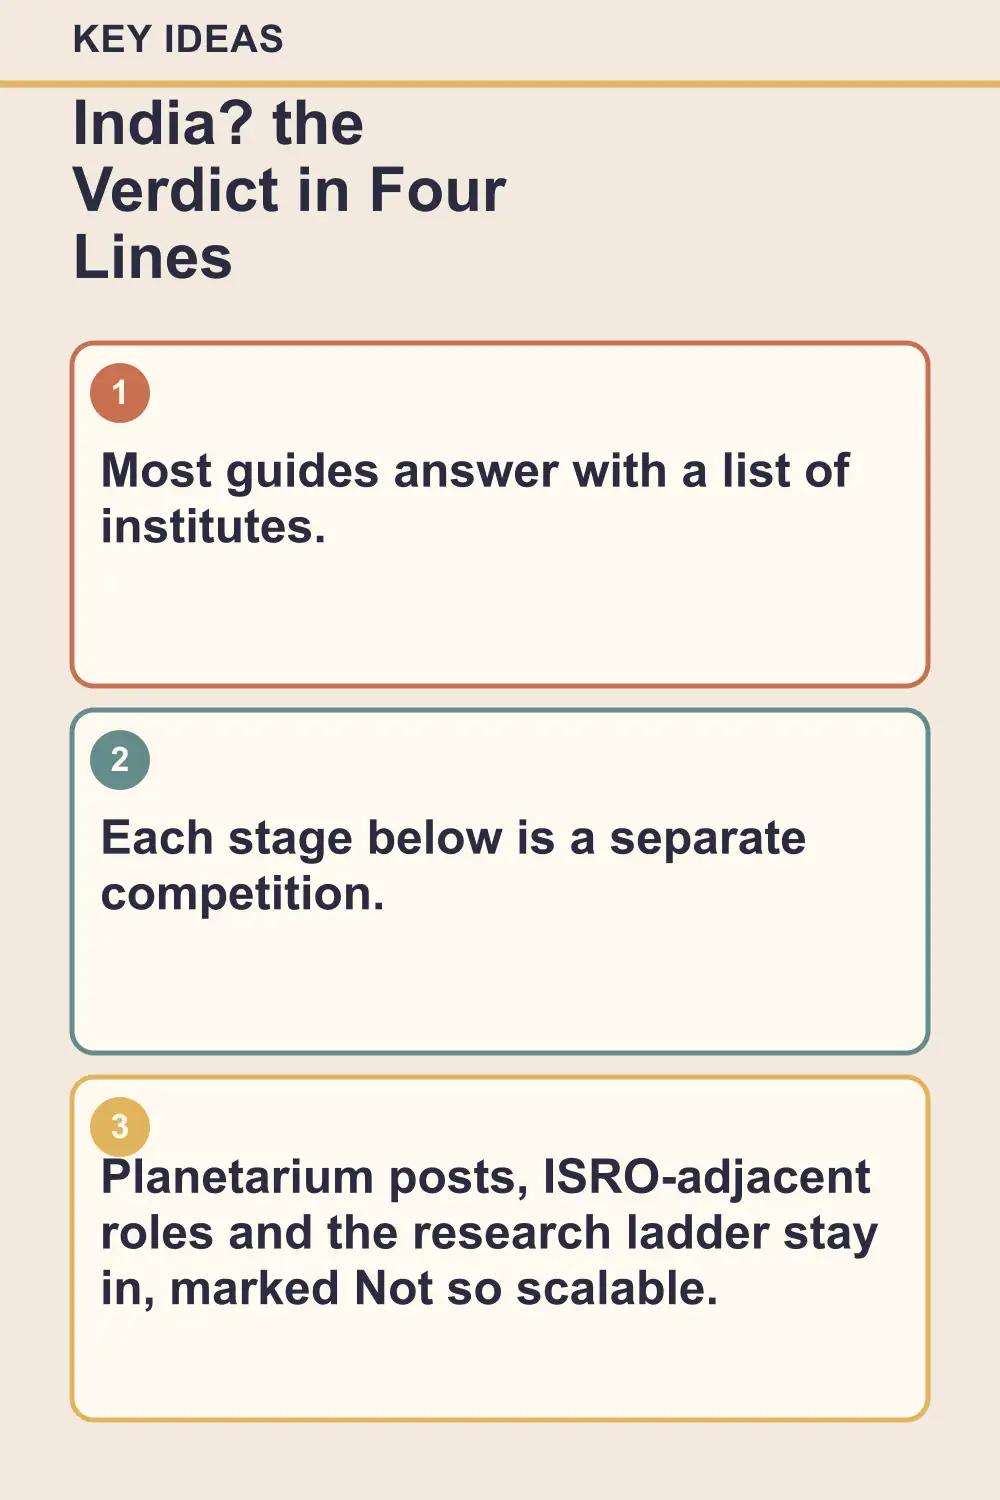 KEY IDEAS
India? the
Verdict in Four
Lines
1
Most guides answer with a list of
institutes.
2
Each stage below is a separate
competition.
3
Planetarium posts, ISRO-adjacent
roles and the research ladder stay
in, marked Not so scalable.